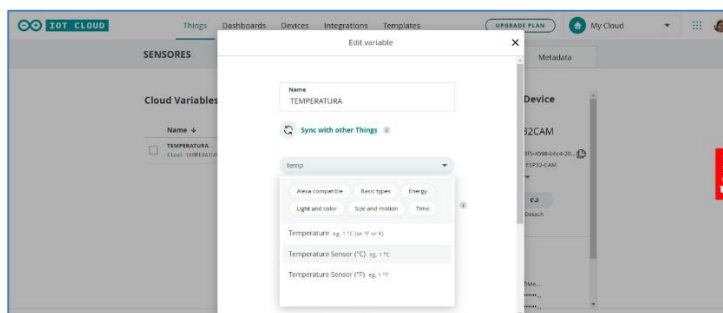 IOT CLOUD
Things Dashboards Devices Integrations Templates
UPGRADE PLAN
My Cloud
Edit variable
SENSORES
Metadata
Name
TEMPERATURA
Cloud Variables
Device
Sync with other Things
Name ↓
32CAM
TEMPERATURA
float
ESP32-CAM
temp
Alexa compatible Basic types Energy
Light and color Size and motion Time
Detach
Temperature eg. 1 °C (or °F or K)
Temperature Sensor (°C) eg. 1 °C
Temperature Sensor (°F) eg. 1 °F